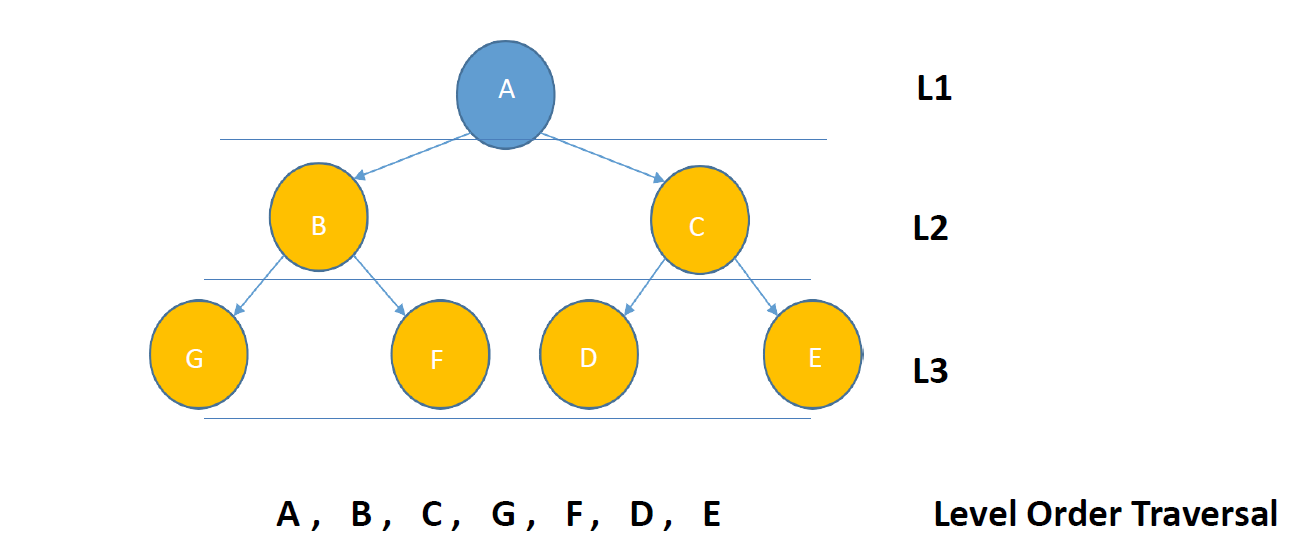 A
L1
B
C
L2
G
F
D
E
L3
A , B , C , G , F , D , E
Level Order Traversal